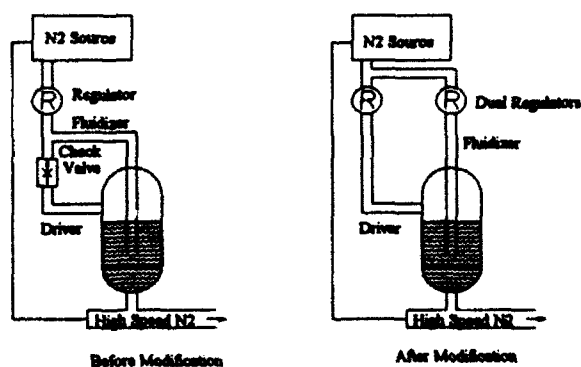 N2 Source
R
Regulator
Fluidizer
Check
Valve
Driver
High Speed N2
Before Modification
N2 Source
R
R
Dual Regulators
Fluidizer
Driver
High Speed N2
After Modification